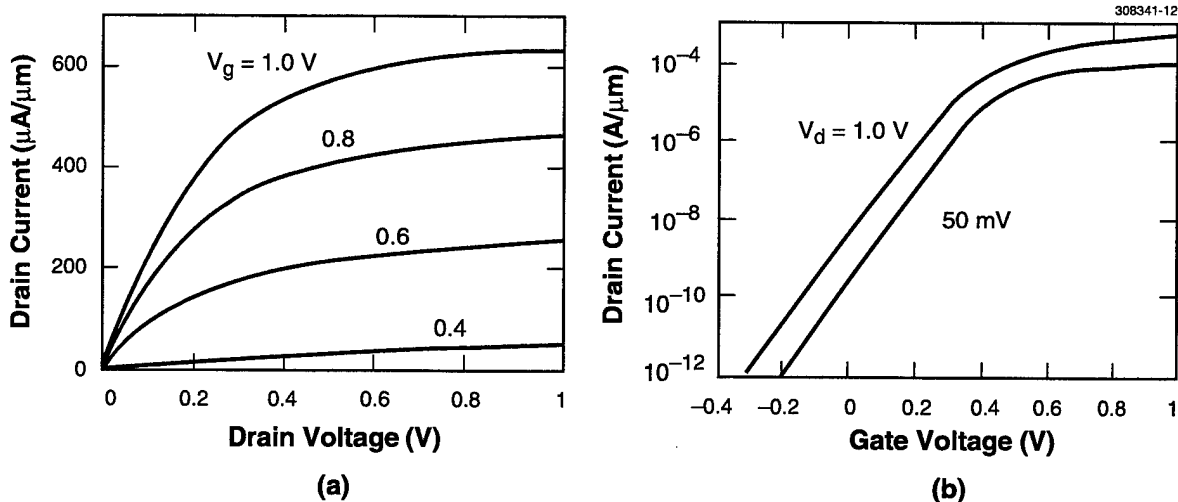 308341-12
Drain Current (µA/µm)
600
400
200
0
V_g = 1.0 V
0.8
0.6
0.4
0 0.2 0.4 0.6 0.8 1
Drain Voltage (V)
(a)
Drain Current (A/µm)
10⁻⁴
10⁻⁶
10⁻⁸
10⁻¹⁰
10⁻¹²
V_d = 1.0 V
50 mV
–0.4 –0.2 0 0.2 0.4 0.6 0.8 1
Gate Voltage (V)
(b)